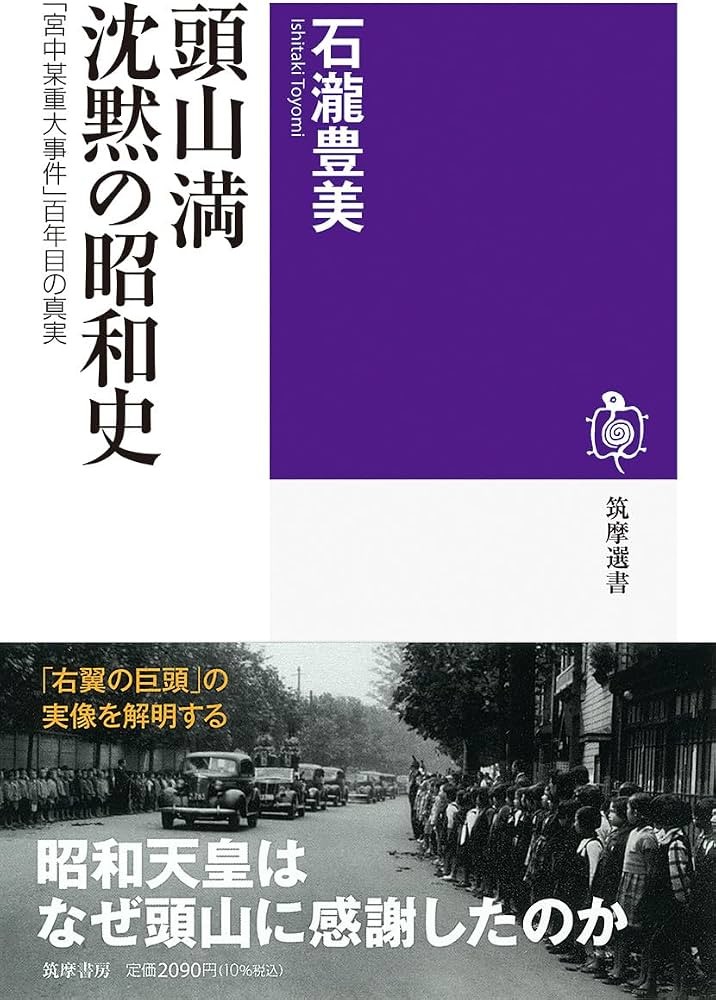 頭山満
沈黙の昭和史
「宮中某重大事件」百年目の真実
石瀧豊美
Ishitaki Toyomi
筑摩選書
「右翼の巨頭」の
実像を解明する
昭和天皇は
なぜ頭山に感謝したのか
筑摩書房 定価2090円(10%税込)